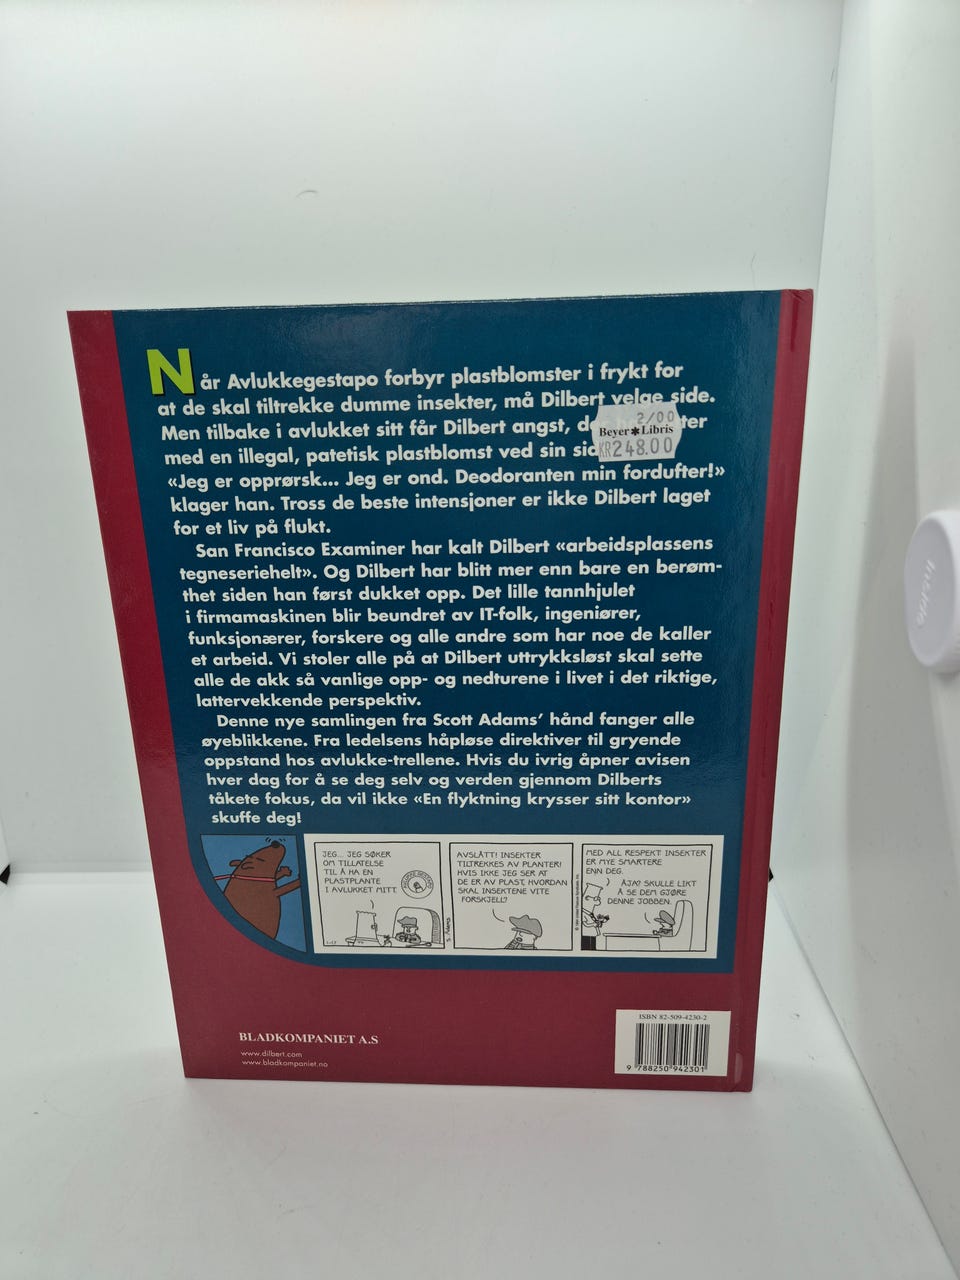 Når Avlukkegestapo forbyr plastblomster i frykt for
at de skal tiltrekke dumme insekter, må Dilbert velge side.
Men tilbake i avlukket sitt får Dilbert angst,
med en illegal, patetisk plastblomst ved sin
«Jeg er opprørsk... Jeg er ond. Deodoranten min fordufter!»
klager han. Tross de beste intensjoner er ikke Dilbert laget
for et liv på flukt.
2/00
Beyer✱Libris
KR248.00
San Francisco Examiner har kalt Dilbert «arbeidsplassens
tegneseriehelt». Og Dilbert har blitt mer enn bare en berøm-
thet siden han først dukket opp. Det lille tannhjulet
i firmamaskinen blir beundret av IT-folk, ingeniører,
funksjonærer, forskere og alle andre som har noe de kaller
et arbeid. Vi stoler alle på at Dilbert uttrykksløst skal sette
alle de akk så vanlige opp- og nedturene i livet i det riktige,
lattervekkende perspektiv.
Denne nye samlingen fra Scott Adams' hånd fanger alle
øyeblikkene. Fra ledelsens håpløse direktiver til gryende
oppstand hos avlukke-trellene. Hvis du ivrig åpner avisen
hver dag for å se deg selv og verden gjennom Dilberts
tåkete fokus, da vil ikke «En flyktning krysser sitt kontor»
skuffe deg!
JEG... JEG SØKER
OM TILLATELSE
TIL Å HA EN
PLASTPLANTE
I AVLUKKET MITT.
S. Adams
AVSLÅTT! INSEKTER
TILTREKKES AV PLANTER!
HVIS IKKE JEG SER AT
DE ER AV PLAST, HVORDAN
SKAL INSEKTENE VITE
FORSKJELL?
MED ALL RESPEKT: INSEKTER
ER MYE SMARTERE
ENN DEG.
AJA? SKULLE LIKT
Å SE DEM GJØRE
DENNE JOBBEN.
BLADKOMPANIET A.S
www.dilbert.com
www.bladkompaniet.no
ISBN 82-509-4230-2
9 788250 942301
Inside